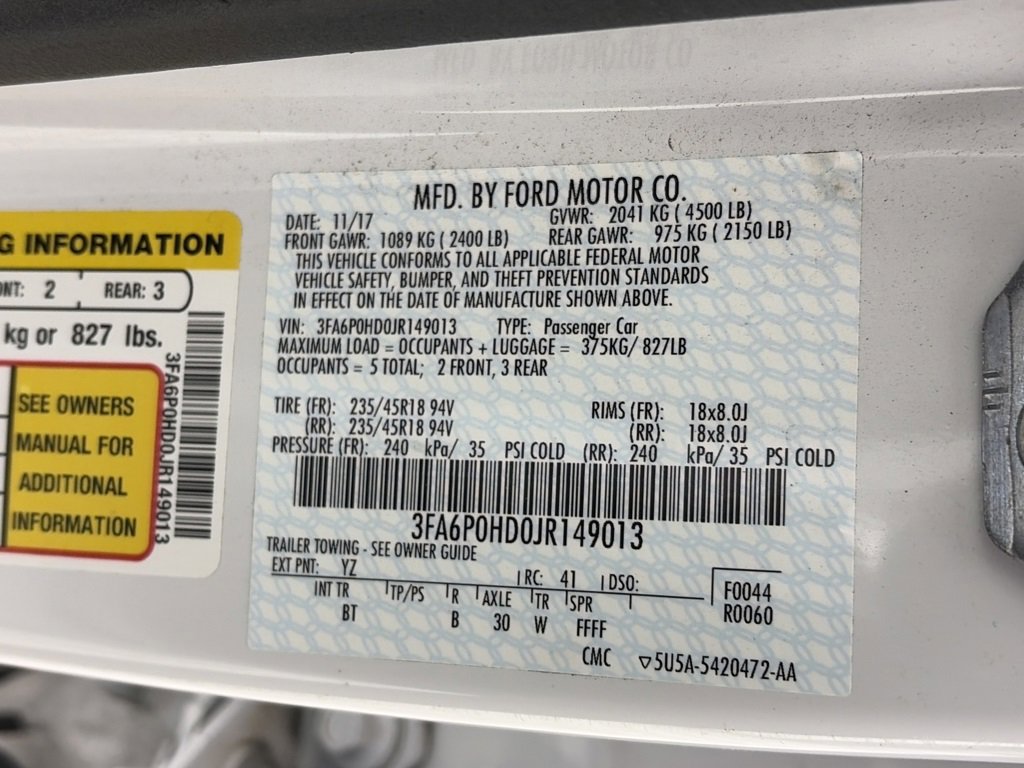 MFD. BY FORD MOTOR CO.
DATE: 11/17 GVWR: 2041 KG ( 4500 LB)
FRONT GAWR: 1089 KG ( 2400 LB) REAR GAWR: 975 KG ( 2150 LB)
THIS VEHICLE CONFORMS TO ALL APPLICABLE FEDERAL MOTOR
VEHICLE SAFETY, BUMPER, AND THEFT PREVENTION STANDARDS
IN EFFECT ON THE DATE OF MANUFACTURE SHOWN ABOVE.
VIN: 3FA6P0HD0JR149013 TYPE: Passenger Car
MAXIMUM LOAD = OCCUPANTS + LUGGAGE = 375KG/ 827LB
OCCUPANTS = 5 TOTAL; 2 FRONT, 3 REAR
TIRE (FR): 235/45R18 94V RIMS (FR): 18x8.0J
(RR): 235/45R18 94V (RR): 18x8.0J
PRESSURE (FR): 240 kPa/ 35 PSI COLD (RR): 240 kPa/ 35 PSI COLD
3FA6P0HD0JR149013
TRAILER TOWING - SEE OWNER GUIDE
EXT PNT: YZ RC: 41 DSO:
INT TR TP/PS R AXLE TR SPR
BT B 30 W FFFF
F0044
R0060
CMC ▽5U5A-5420472-AA
G INFORMATION
NT: 2 REAR: 3
kg or 827 lbs.
SEE OWNERS
MANUAL FOR
ADDITIONAL
INFORMATION
3FA6P0HD0JR149013